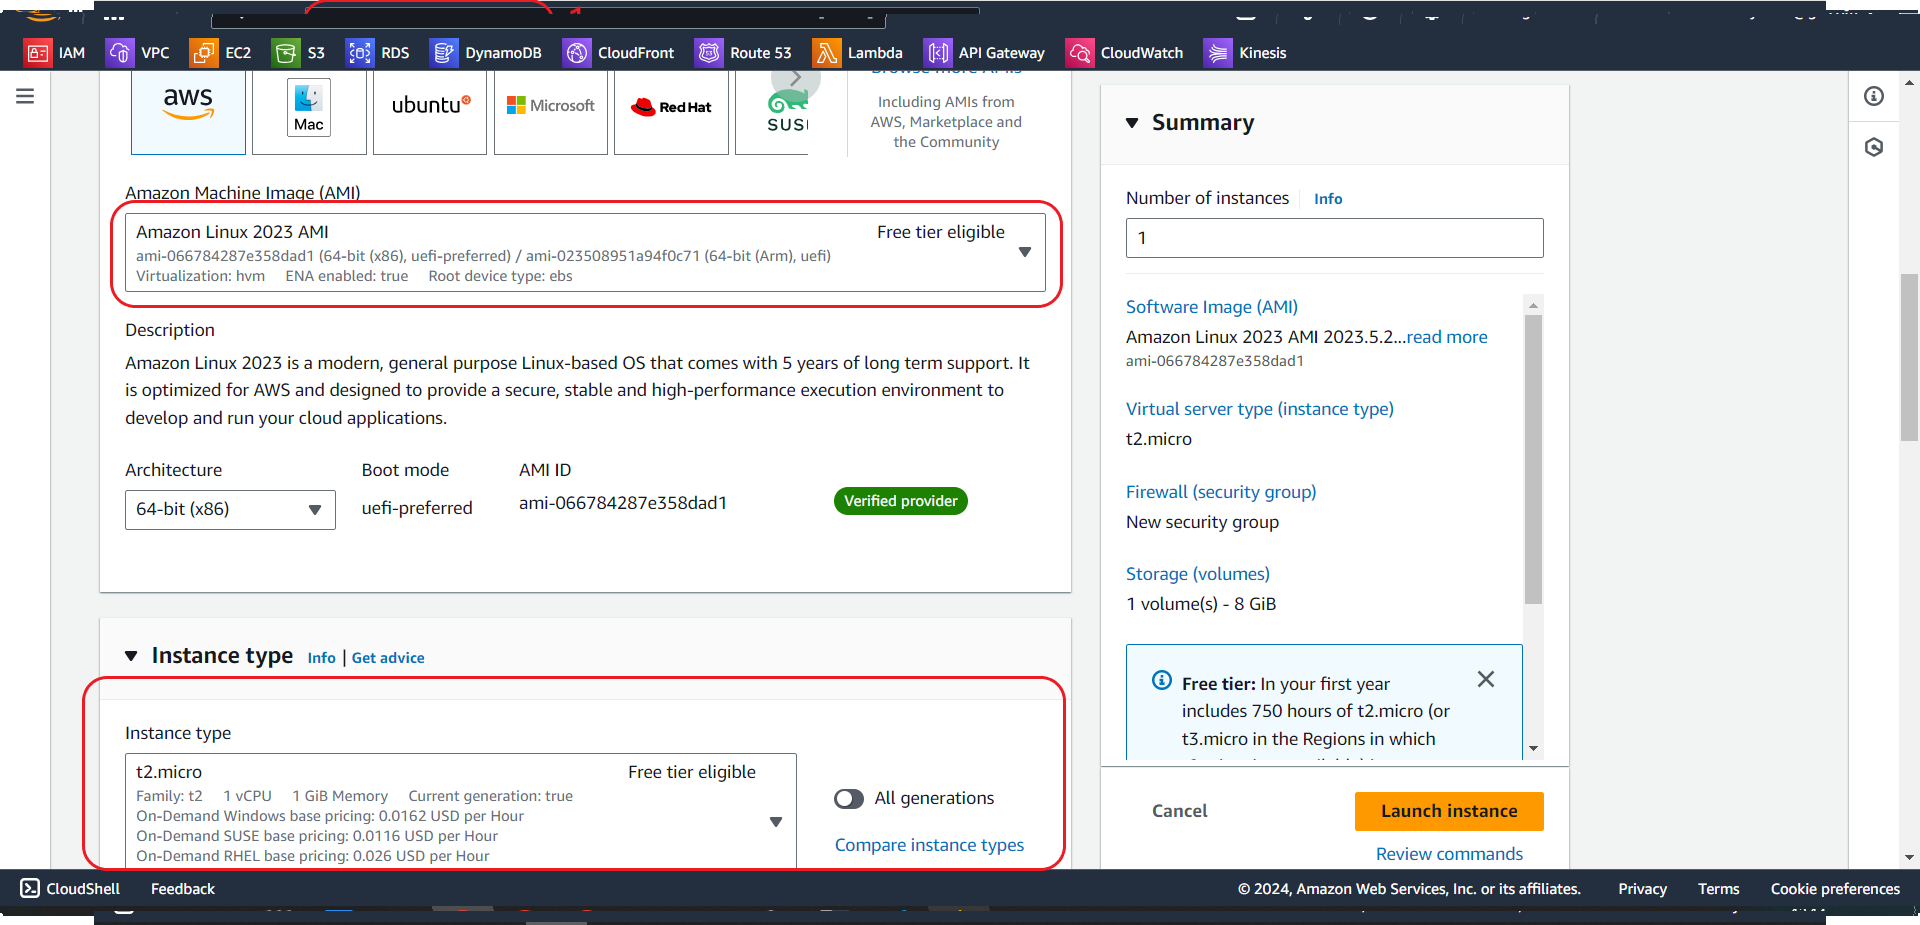 IAM VPC EC2 S3 RDS DynamoDB CloudFront Route 53 Lambda API Gateway CloudWatch Kinesis
aws
Mac
ubuntu
Microsoft
Red Hat
Including AMIs from
AWS, Marketplace and
the Community
Amazon Machine Image (AMI)
Amazon Linux 2023 AMI Free tier eligible
ami-066784287e358dad1 (64-bit (x86), uefi-preferred) / ami-023508951a94f0c71 (64-bit (Arm), uefi)
Virtualization: hvm ENA enabled: true Root device type: ebs
Description
Amazon Linux 2023 is a modern, general purpose Linux-based OS that comes with 5 years of long term support. It
is optimized for AWS and designed to provide a secure, stable and high-performance execution environment to
develop and run your cloud applications.
Architecture Boot mode AMI ID
64-bit (x86) uefi-preferred ami-066784287e358dad1 Verified provider
Instance type Info | Get advice
Instance type
t2.micro Free tier eligible
Family: t2 1 vCPU 1 GiB Memory Current generation: true
On-Demand Windows base pricing: 0.0162 USD per Hour
On-Demand SUSE base pricing: 0.0116 USD per Hour
On-Demand RHEL base pricing: 0.026 USD per Hour
All generations
Compare instance types
Summary
Number of instances Info
1
Software Image (AMI)
Amazon Linux 2023 AMI 2023.5.2...read more
ami-066784287e358dad1
Virtual server type (instance type)
t2.micro
Firewall (security group)
New security group
Storage (volumes)
1 volume(s) - 8 GiB
Free tier: In your first year
includes 750 hours of t2.micro (or
t3.micro in the Regions in which
Cancel Launch instance
Review commands
CloudShell Feedback © 2024, Amazon Web Services, Inc. or its affiliates. Privacy Terms Cookie preferences